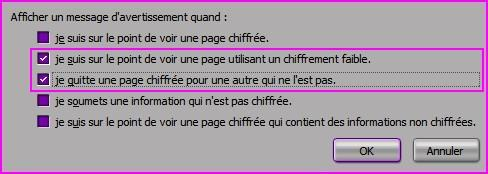 Afficher un message d'avertissement quand :
je suis sur le point de voir une page chiffrée.
je suis sur le point de voir une page utilisant un chiffrement faible.
je quitte une page chiffrée pour une autre qui ne l'est pas.
je soumets une information qui n'est pas chiffrée.
je suis sur le point de voir une page chiffrée qui contient des informations non chiffrées.
OK Annuler